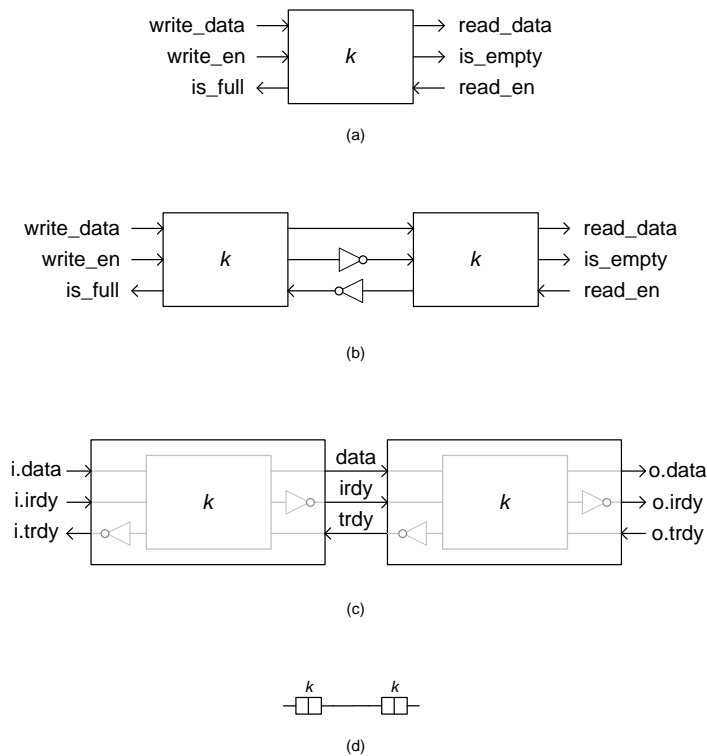 write_data
write_en
is_full
k
read_data
is_empty
read_en
(a)
write_data
write_en
is_full
k
k
read_data
is_empty
read_en
(b)
i.data
i.irdy
i.trdy
k
data
irdy
trdy
k
o.data
o.irdy
o.trdy
(c)
k k
(d)